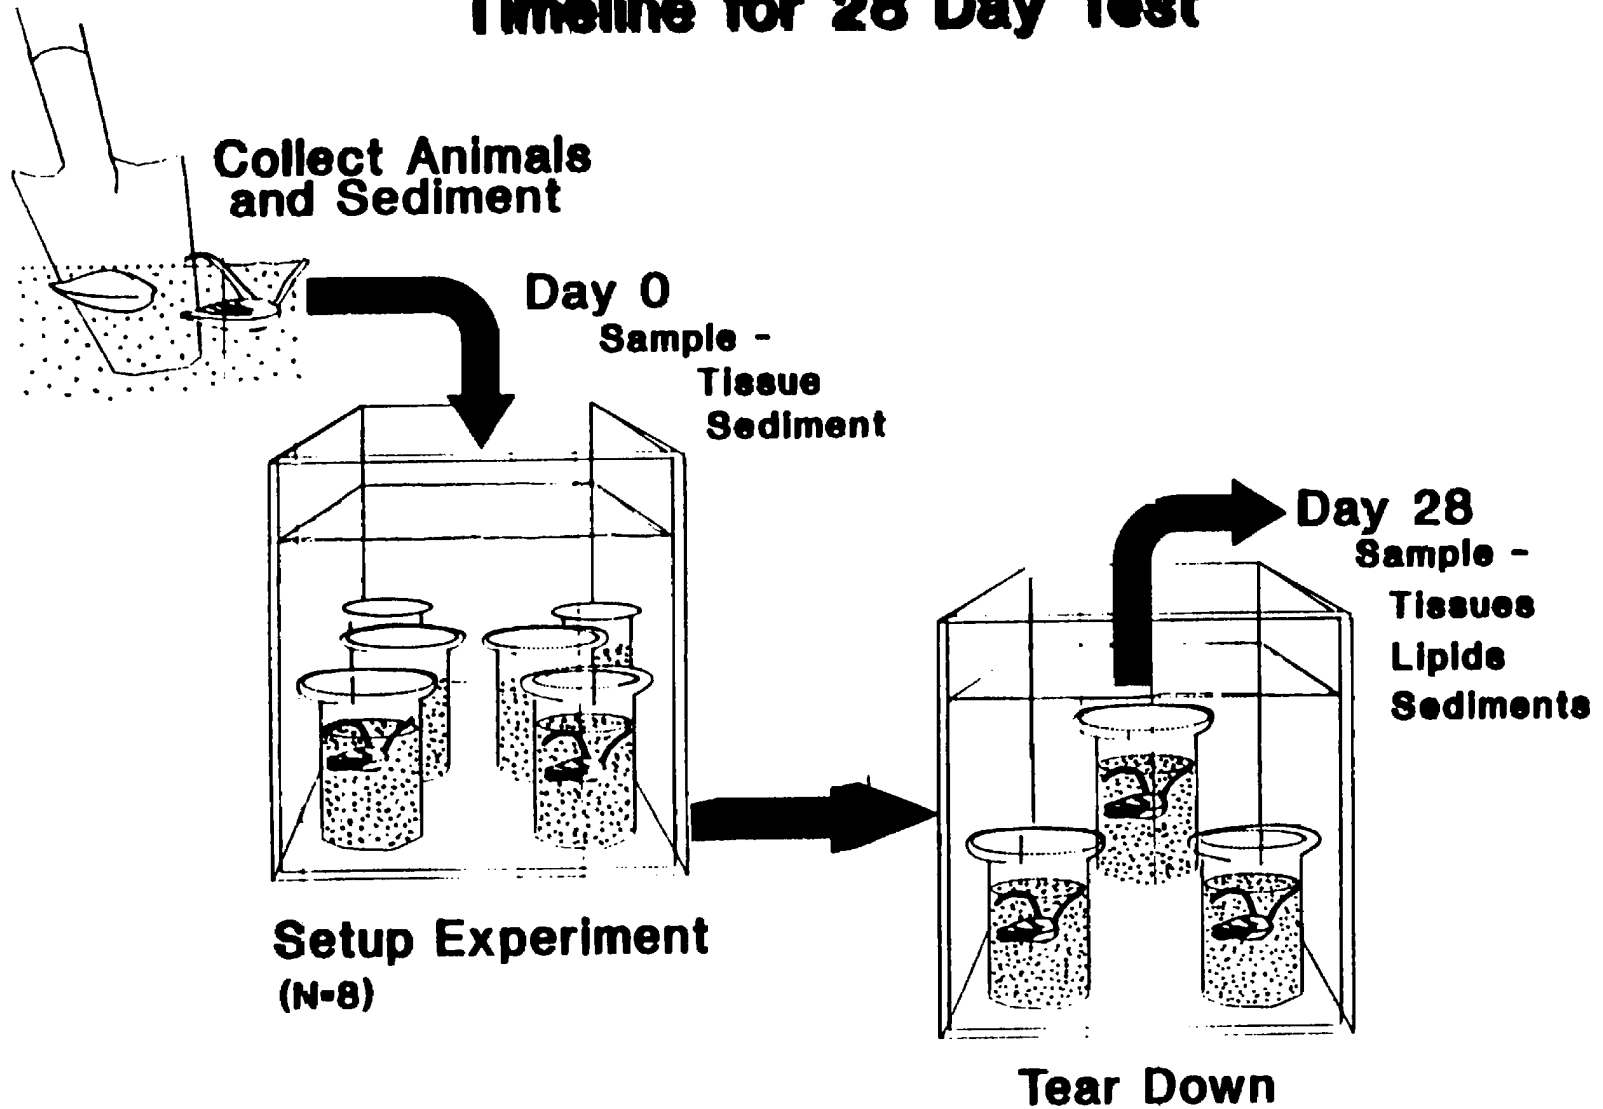 Timeline for 28 Day Test
Collect Animals
and Sediment
Day 0
Sample -
Tissue
Sediment
Day 28
Sample -
Tissues
Lipids
Sediments
Setup Experiment
(N=8)
Tear Down